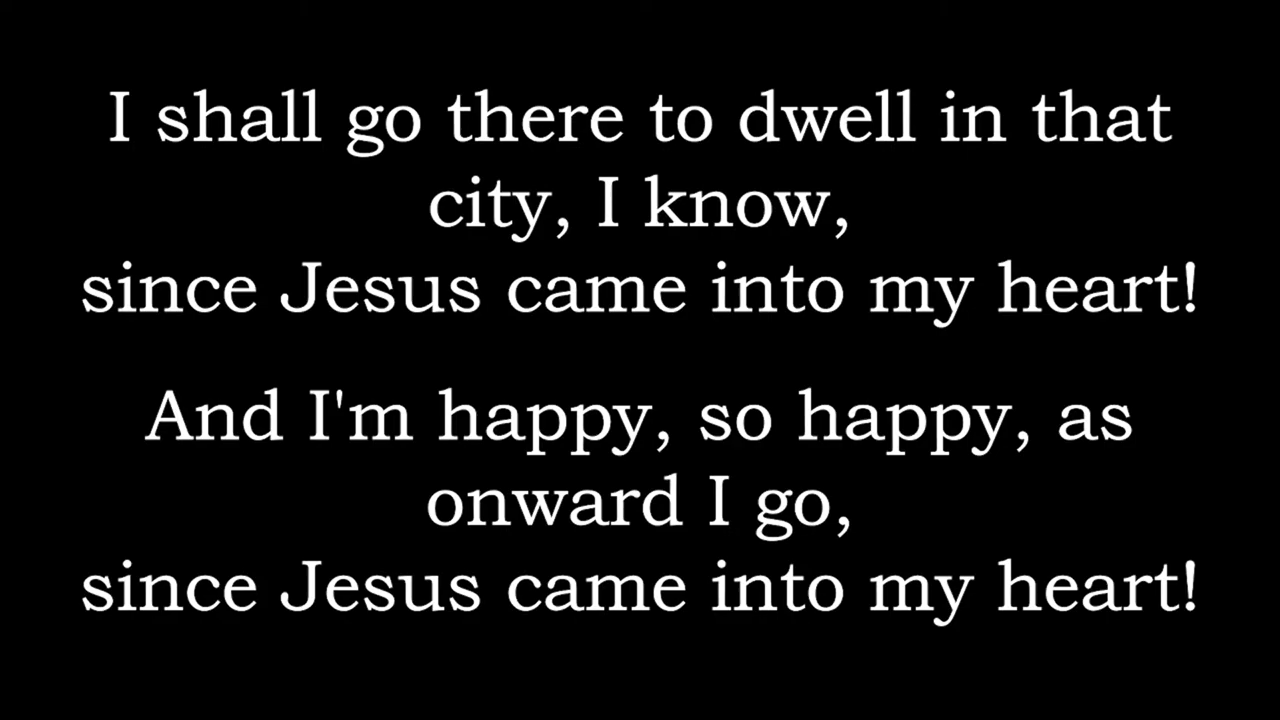 I shall go there to dwell in that
city, I know,
since Jesus came into my heart!
And I'm happy, so happy, as
onward I go,
since Jesus came into my heart!